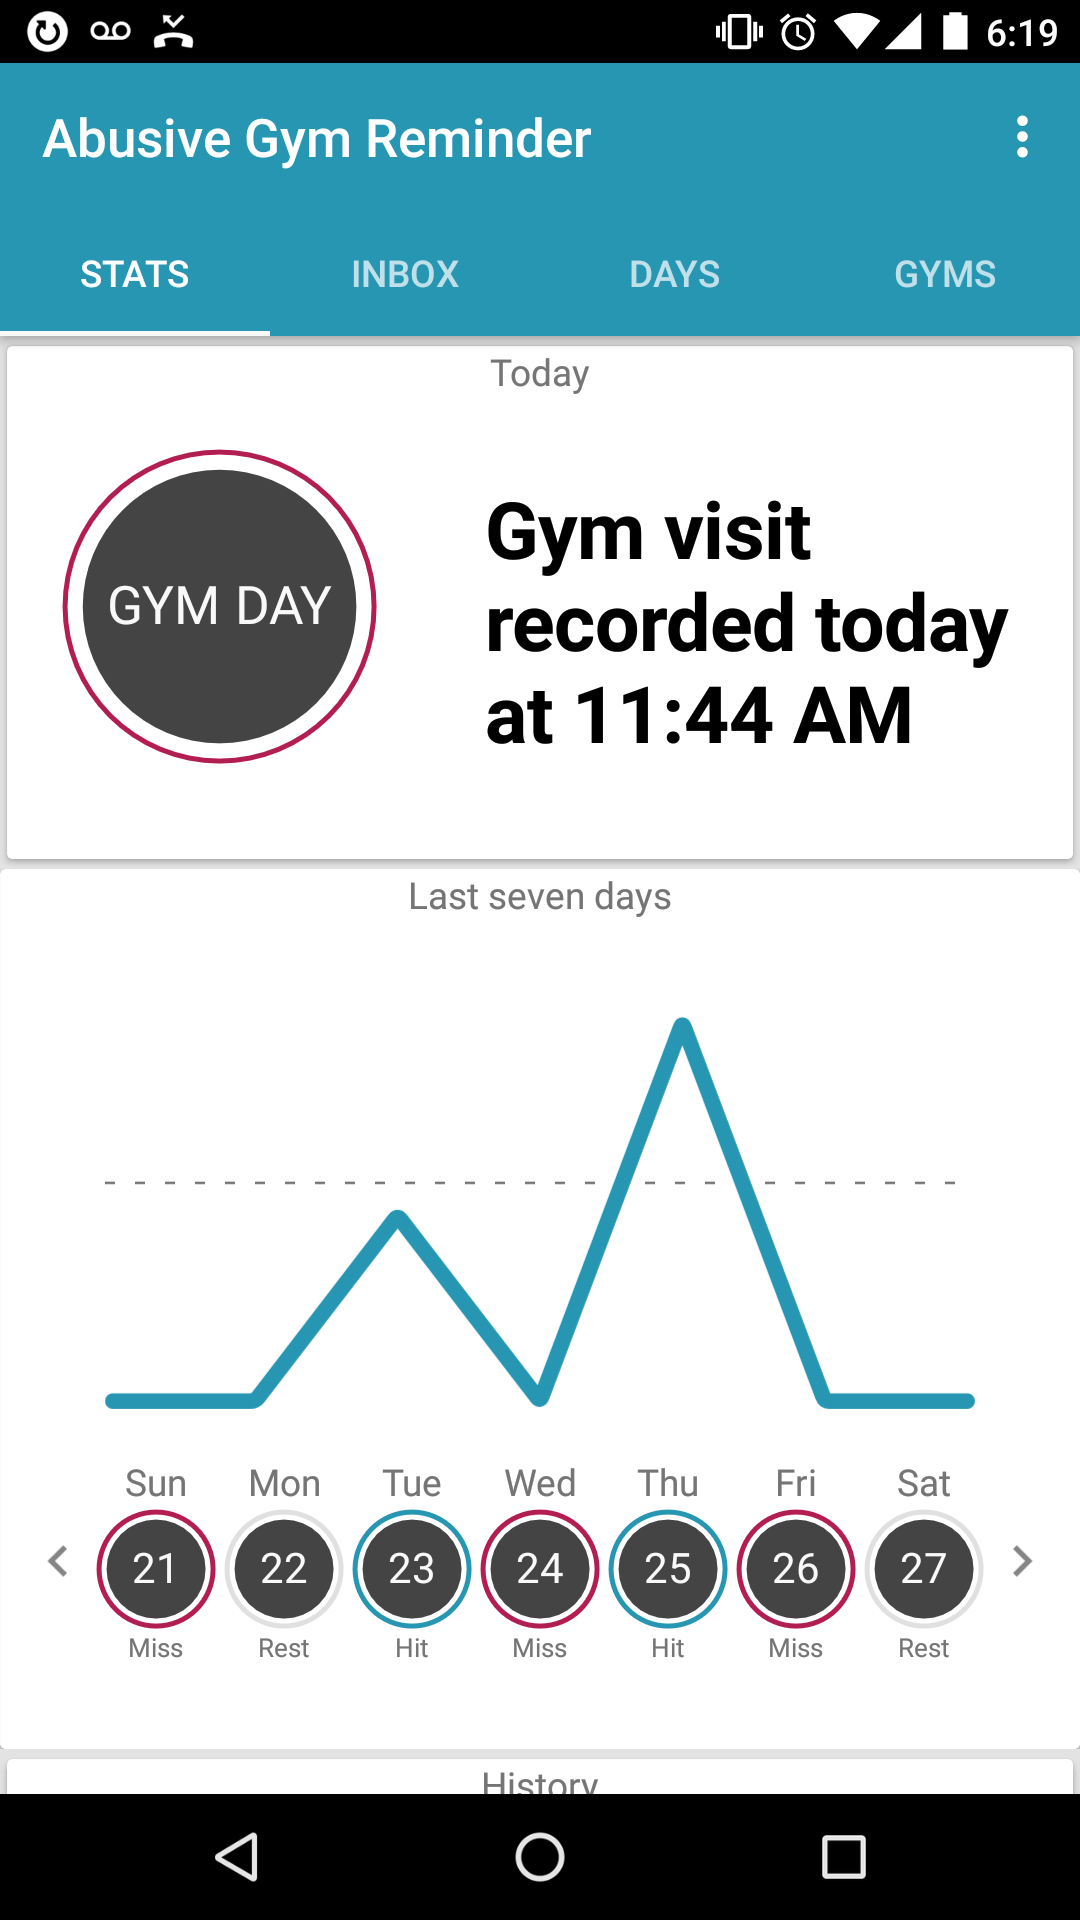 6:19
Abusive Gym Reminder
STATS INBOX DAYS GYMS
Today
GYM DAY
Gym visit
recorded today
at 11:44 AM
Last seven days
Sun Mon Tue Wed Thu Fri Sat
21 22 23 24 25 26 27
Miss Rest Hit Miss Hit Miss Rest
History